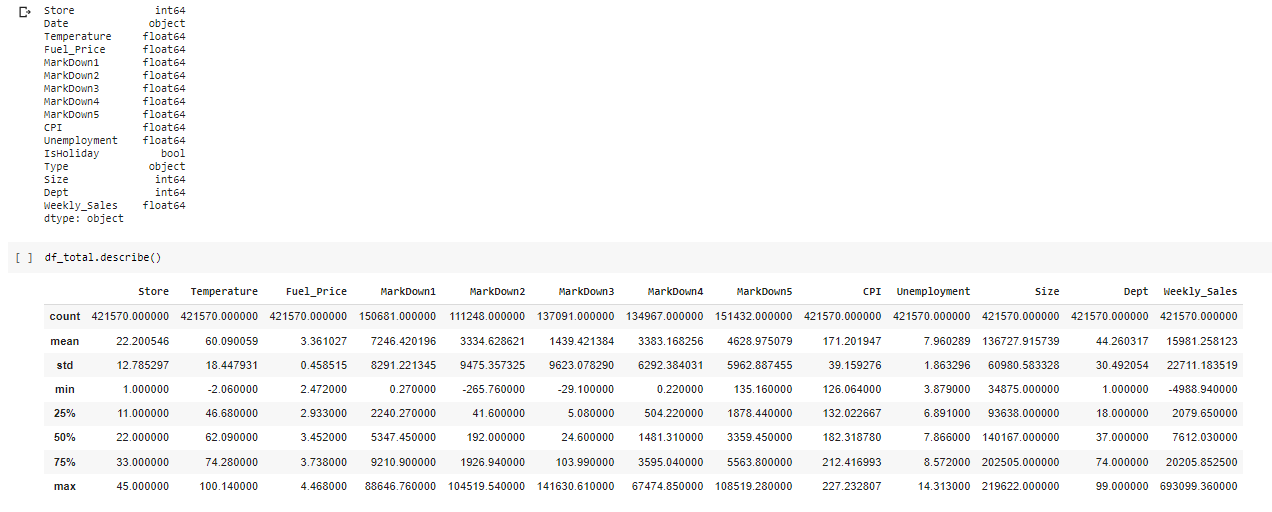 Store int64
Date object
Temperature float64
Fuel_Price float64
MarkDown1 float64
MarkDown2 float64
MarkDown3 float64
MarkDown4 float64
MarkDown5 float64
CPI float64
Unemployment float64
IsHoliday bool
Type object
Size int64
Dept int64
Weekly_Sales float64
dtype: object
[ ] df_total.describe()
Store Temperature Fuel_Price MarkDown1 MarkDown2 MarkDown3 MarkDown4 MarkDown5 CPI Unemployment Size Dept Weekly_Sales
count 421570.000000 421570.000000 421570.000000 150681.000000 111248.000000 137091.000000 134967.000000 151432.000000 421570.000000 421570.000000 421570.000000 421570.000000 421570.000000
mean 22.200546 60.090059 3.361027 7246.420196 3334.628621 1439.421384 3383.168256 4628.975079 171.201947 7.960289 136727.915739 44.260317 15981.258123
std 12.785297 18.447931 0.458515 8291.221345 9475.357325 9623.078290 6292.384031 5962.887455 39.159276 1.863296 60980.583328 30.492054 22711.183519
min 1.000000 -2.060000 2.472000 0.270000 -265.760000 -29.100000 0.220000 135.160000 126.064000 3.879000 34875.000000 1.000000 -4988.940000
25% 11.000000 46.680000 2.933000 2240.270000 41.600000 5.080000 504.220000 1878.440000 132.022667 6.891000 93638.000000 18.000000 2079.650000
50% 22.000000 62.090000 3.452000 5347.450000 192.000000 24.600000 1481.310000 3359.450000 182.318780 7.866000 140167.000000 37.000000 7612.030000
75% 33.000000 74.280000 3.738000 9210.900000 1926.940000 103.990000 3595.040000 5563.800000 212.416993 8.572000 202505.000000 74.000000 20205.852500
max 45.000000 100.140000 4.468000 88646.760000 104519.540000 141630.610000 67474.850000 108519.280000 227.232807 14.313000 219622.000000 99.000000 693099.360000